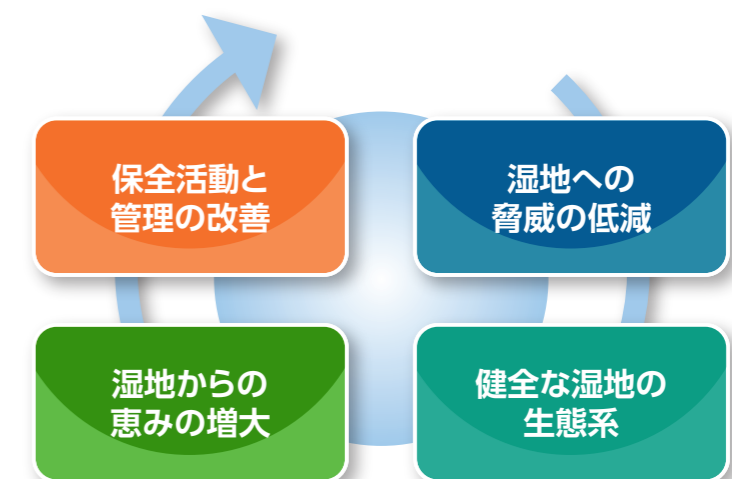 保全活動と
管理の改善
湿地への
脅威の低減
湿地からの
恵みの増大
健全な湿地の
生態系